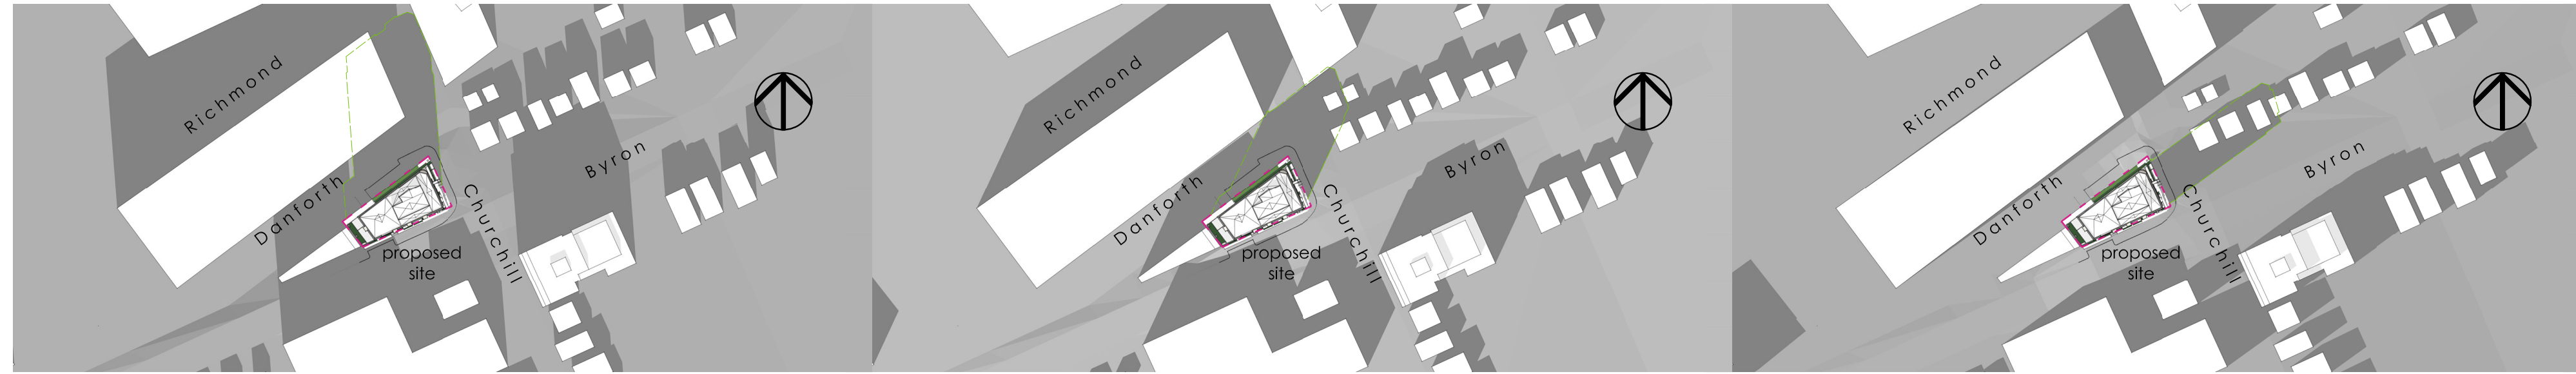 Richmond
Danforth
Churchill
Byron
proposed
site
Richmond
Danforth
Churchill
Byron
proposed
site
Richmond
Danforth
Churchill
Byron
proposed
site